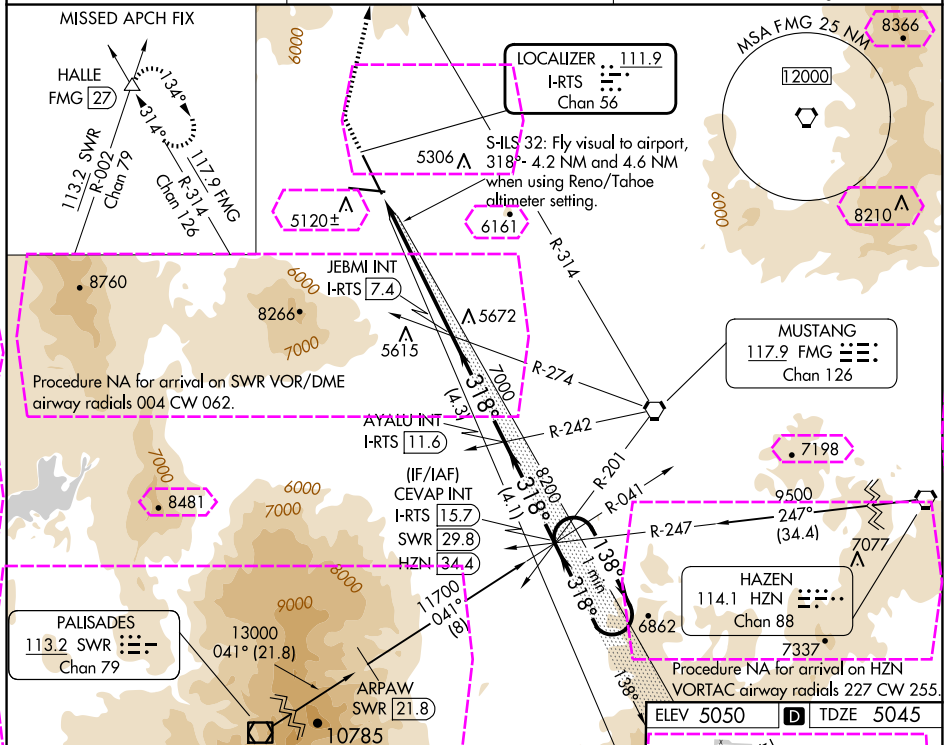 MISSED APCH FIX
HALLE
FMG 27
134°
314°
113.2 SWR
R-002
Chan 79
117.9 FMG
R-314
Chan 126
6000
LOCALIZER 111.9
I-RTS
Chan 56
MSA FMG 25 NM
12000
8366
8210
6000
5306
S-ILS 32: Fly visual to airport,
318°- 4.2 NM and 4.6 NM
when using Reno/Tahoe
altimeter setting.
5120±
6161
R-314
8760
6000
8266
7000
JEBMI INT
I-RTS 7.4
5672
5615
Procedure NA for arrival on SWR VOR/DME
airway radials 004 CW 062.
MUSTANG
117.9 FMG
Chan 126
R-274
7000
318°
(4.3)
AYALU INT
I-RTS 11.6
R-242
R-201
R-041
7198
7000
8481
6000
7000
(IF/IAF)
CEVAP INT
I-RTS 15.7
SWR 29.8
HZN 34.4
8200
318°
(4.1)
9500
R-247
247°
(34.4)
7077
138°
1 min
318°
HAZEN
114.1 HZN
Chan 88
8000
9000
11700
041°
(8)
6862
7337
PALISADES
113.2 SWR
Chan 79
13000
041° (21.8)
ARPAW
SWR 21.8
10785
138°
Procedure NA for arrival on HZN
VORTAC airway radials 227 CW 255.
ELEV 5050 D TDZE 5045